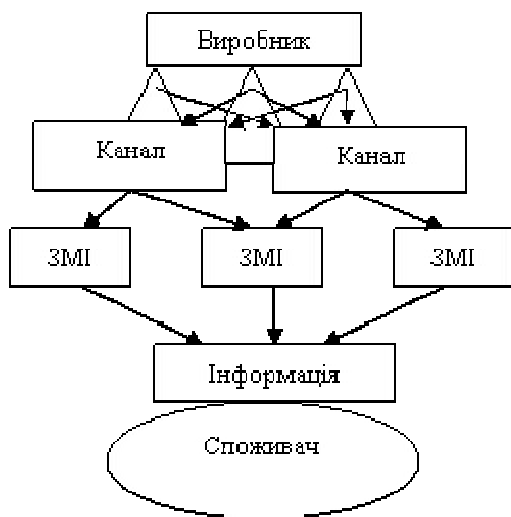 Виробник
Канал
Канал
ЗМІ
ЗМІ
ЗМІ
Інформація
Споживач